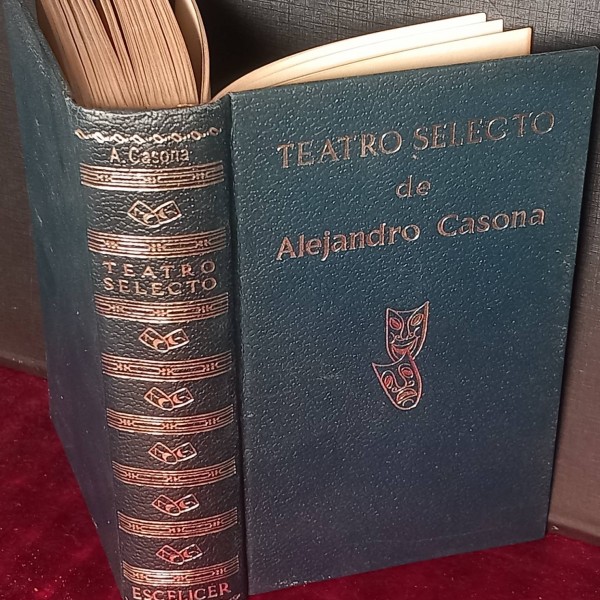 A. Casona
TEATRO
SELECTO
ESCELICER
TEATRO SELECTO
de
Alejandro Casona